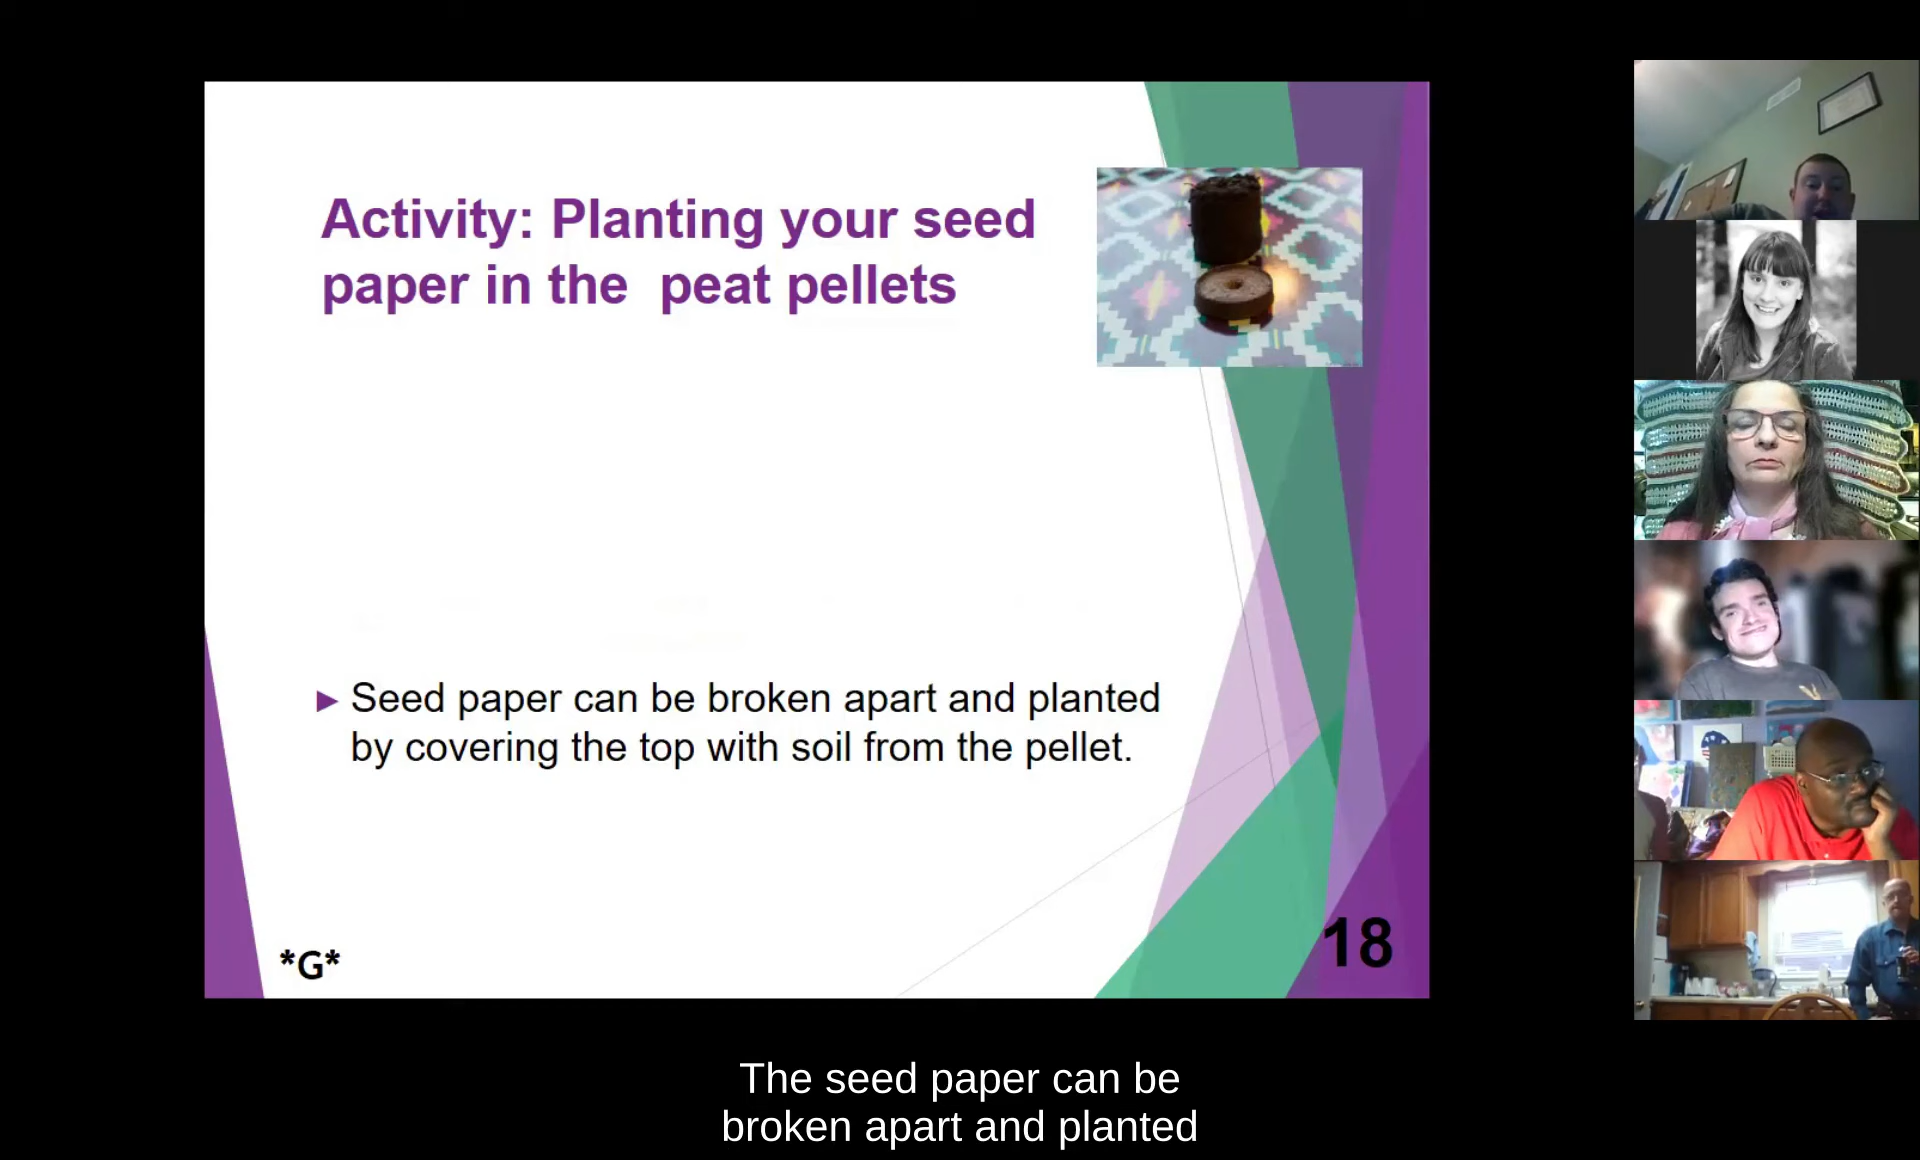 Activity: Planting your seed
paper in the  peat pellets
► Seed paper can be broken apart and planted
by covering the top with soil from the pellet.
*G*
18
The seed paper can be
broken apart and planted